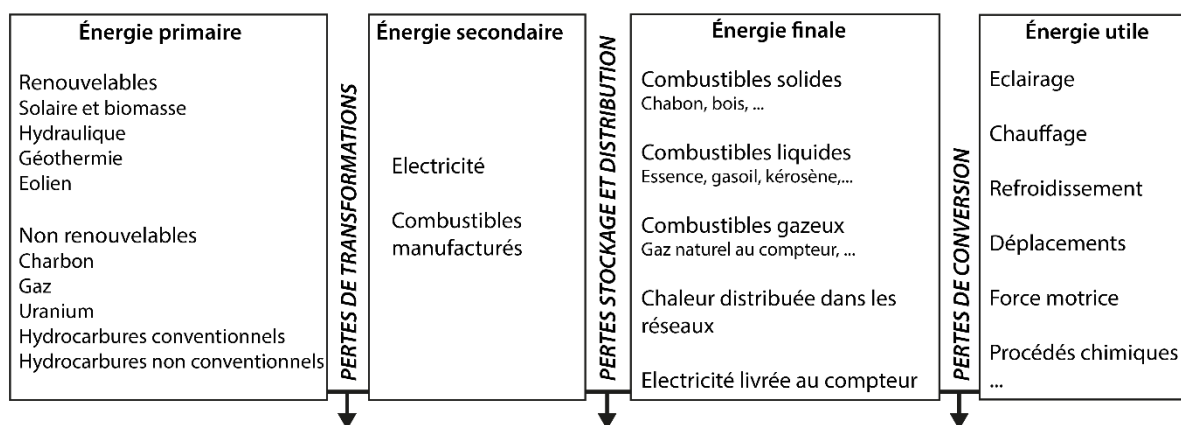 Énergie primaire
Renouvelables
Solaire et biomasse
Hydraulique
Géothermie
Eolien
Non renouvelables
Charbon
Gaz
Uranium
Hydrocarbures conventionnels
Hydrocarbures non conventionnels
PERTES DE TRANSFORMATIONS
Énergie secondaire
Electricité
Combustibles
manufacturés
PERTES STOCKAGE ET DISTRIBUTION
Énergie finale
Combustibles solides
Chabon, bois, ...
Combustibles liquides
Essence, gasoil, kérosène,...
Combustibles gazeux
Gaz naturel au compteur, ...
Chaleur distribuée dans les
réseaux
Electricité livrée au compteur
PERTES DE CONVERSION
Énergie utile
Eclairage
Chauffage
Refroidissement
Déplacements
Force motrice
Procédés chimiques
...